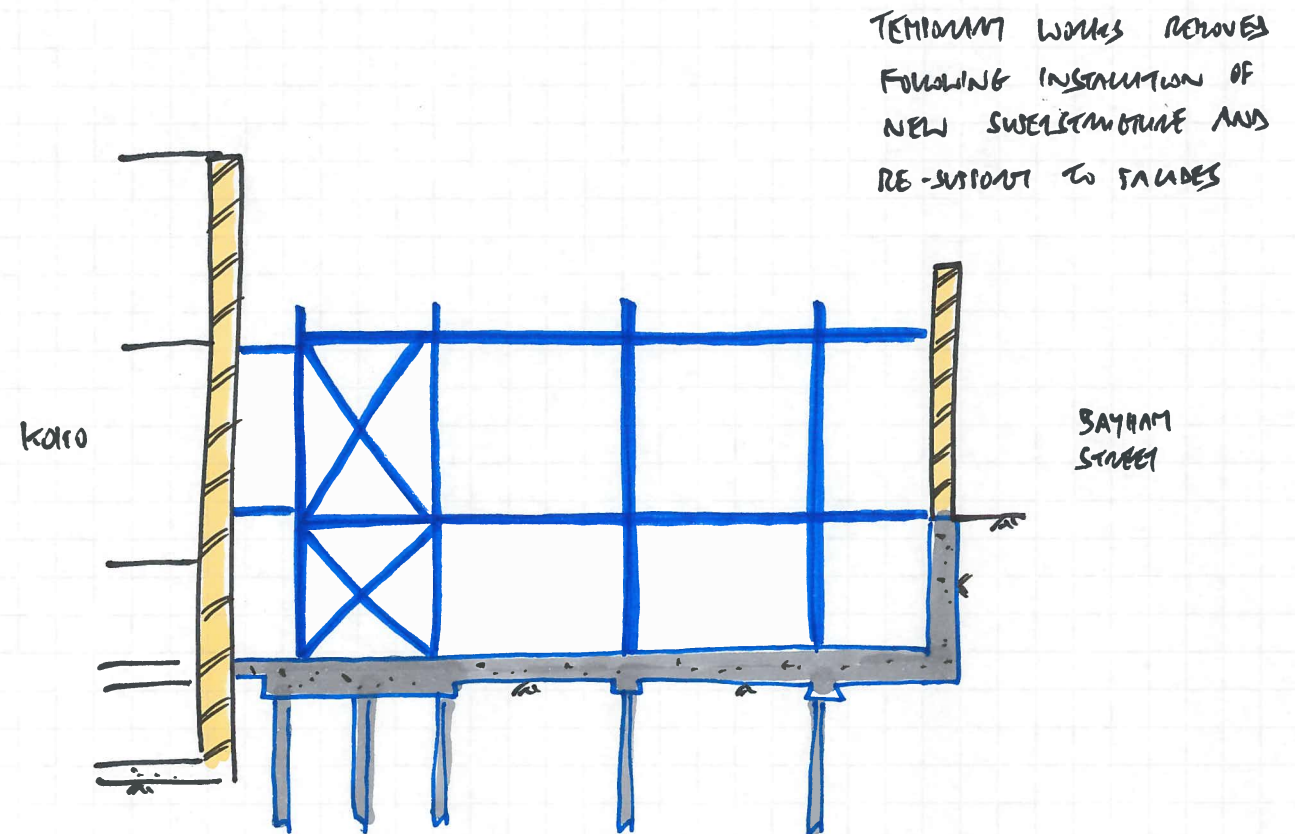 TEMPORARY WORKS REMOVED
FOLLOWING INSTALLATION OF
NEW SUPERSTRUCTURE AND
RE-SUPPORT TO FACADES
KOKO
BAYHAM
STREET